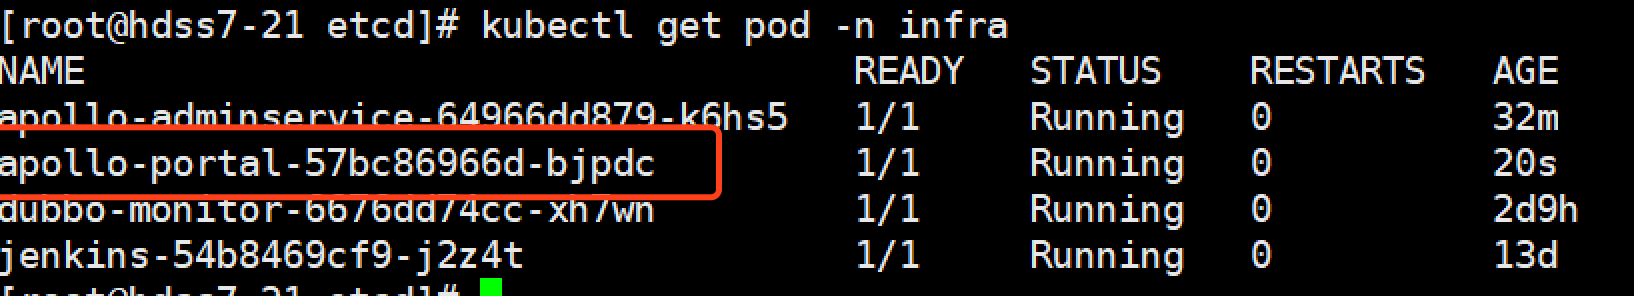 [root@hdss7-21 etcd]# kubectl get pod -n infra
NAME READY STATUS RESTARTS AGE
apollo-adminservice-64966dd879-k6hs5 1/1 Running 0 32m
apollo-portal-57bc86966d-bjpdc 1/1 Running 0 20s
dubbo-monitor-6676dd74cc-xh7wn 1/1 Running 0 2d9h
jenkins-54b8469cf9-j2z4t 1/1 Running 0 13d
[root@hdss7-21 etcd]#